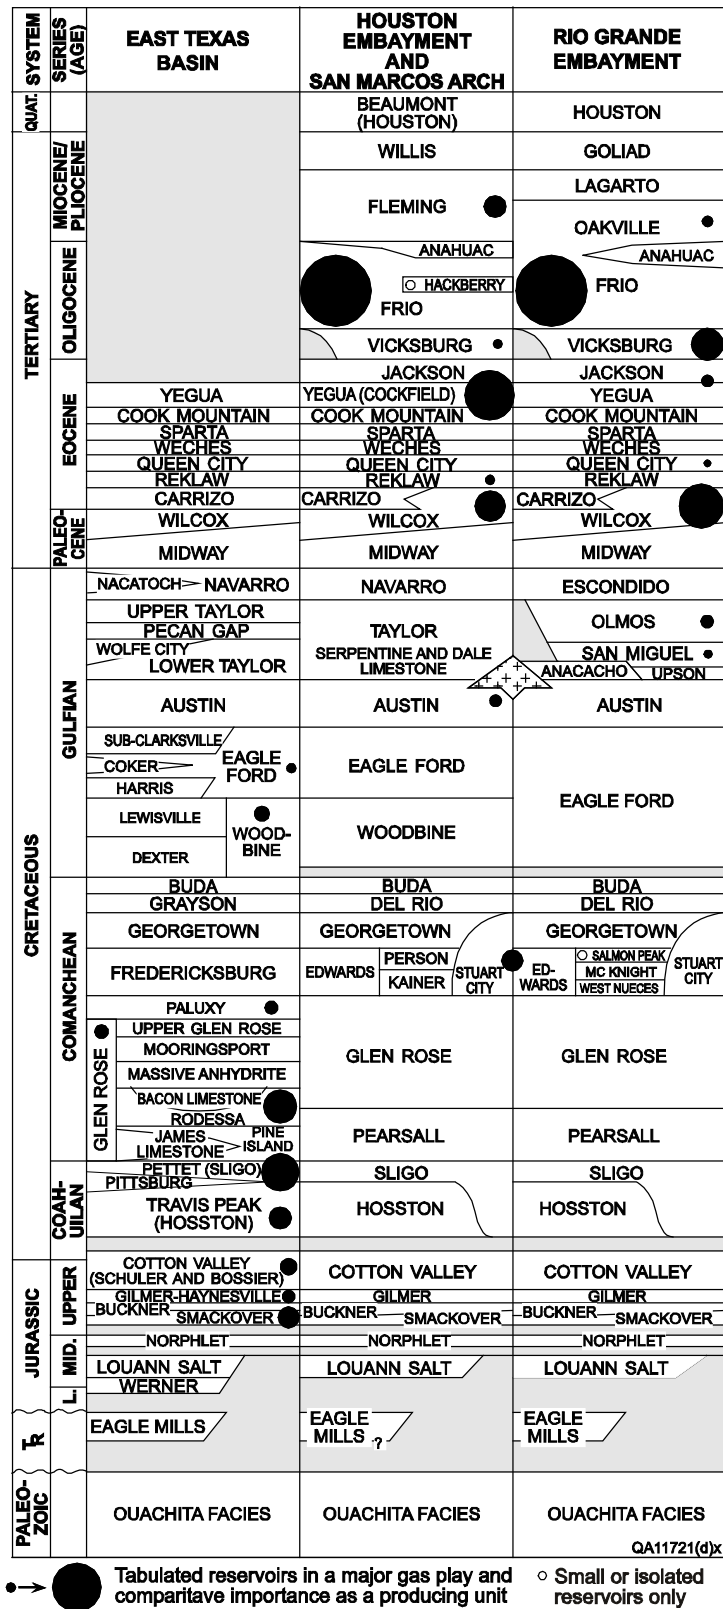 SYSTEM
SERIES
(AGE)
EAST TEXAS
BASIN
HOUSTON
EMBAYMENT
AND
SAN MARCOS ARCH
RIO GRANDE
EMBAYMENT
QUAT.
BEAUMONT
(HOUSTON)
HOUSTON
TERTIARY
MIOCENE/
PLIOCENE
WILLIS
GOLIAD
FLEMING
LAGARTO
OAKVILLE
OLIGOCENE
ANAHUAC
HACKBERRY
FRIO
VICKSBURG
ANAHUAC
FRIO
VICKSBURG
EOCENE
JACKSON
JACKSON
YEGUA
YEGUA (COCKFIELD)
YEGUA
COOK MOUNTAIN
COOK MOUNTAIN
COOK MOUNTAIN
SPARTA
SPARTA
SPARTA
WECHES
WECHES
WECHES
QUEEN CITY
QUEEN CITY
QUEEN CITY
REKLAW
REKLAW
REKLAW
CARRIZO
CARRIZO
CARRIZO
PALEO-
CENE
WILCOX
WILCOX
WILCOX
MIDWAY
MIDWAY
MIDWAY
CRETACEOUS
GULFIAN
NACATOCH
NAVARRO
NAVARRO
ESCONDIDO
UPPER TAYLOR
PECAN GAP
WOLFE CITY
LOWER TAYLOR
TAYLOR
SERPENTINE AND DALE
LIMESTONE
OLMOS
SAN MIGUEL
ANACACHO
UPSON
AUSTIN
AUSTIN
AUSTIN
SUB-CLARKSVILLE
COKER
HARRIS
EAGLE
FORD
EAGLE FORD
EAGLE FORD
LEWISVILLE
DEXTER
WOOD-
BINE
WOODBINE
COMANCHEAN
BUDA
BUDA
BUDA
GRAYSON
DEL RIO
DEL RIO
GEORGETOWN
GEORGETOWN
GEORGETOWN
FREDERICKSBURG
EDWARDS
PERSON
KAINER
STUART
CITY
ED-
WARDS
SALMON PEAK
MC KNIGHT
WEST NUECES
STUART
CITY
PALUXY
GLEN ROSE
UPPER GLEN ROSE
MOORINGSPORT
MASSIVE ANHYDRITE
BACON LIMESTONE
RODESSA
JAMES
LIMESTONE
PINE
ISLAND
GLEN ROSE
GLEN ROSE
PEARSALL
PEARSALL
COAH-
UILAN
PETTET (SLIGO)
PITTSBURG
TRAVIS PEAK
(HOSSTON)
SLIGO
HOSSTON
SLIGO
HOSSTON
JURASSIC
UPPER
COTTON VALLEY
(SCHULER AND BOSSIER)
COTTON VALLEY
COTTON VALLEY
GILMER-HAYNESVILLE
GILMER
GILMER
BUCKNER
SMACKOVER
BUCKNER
SMACKOVER
BUCKNER
SMACKOVER
MID.
NORPHLET
NORPHLET
NORPHLET
LOUANN SALT
LOUANN SALT
LOUANN SALT
L.
WERNER
TR
EAGLE MILLS
EAGLE
MILLS ?
EAGLE
MILLS
PALEO-
ZOIC
OUACHITA FACIES
OUACHITA FACIES
OUACHITA FACIES
QA11721(d)x
Tabulated reservoirs in a major gas play and
comparitave importance as a producing unit
Small or isolated
reservoirs only